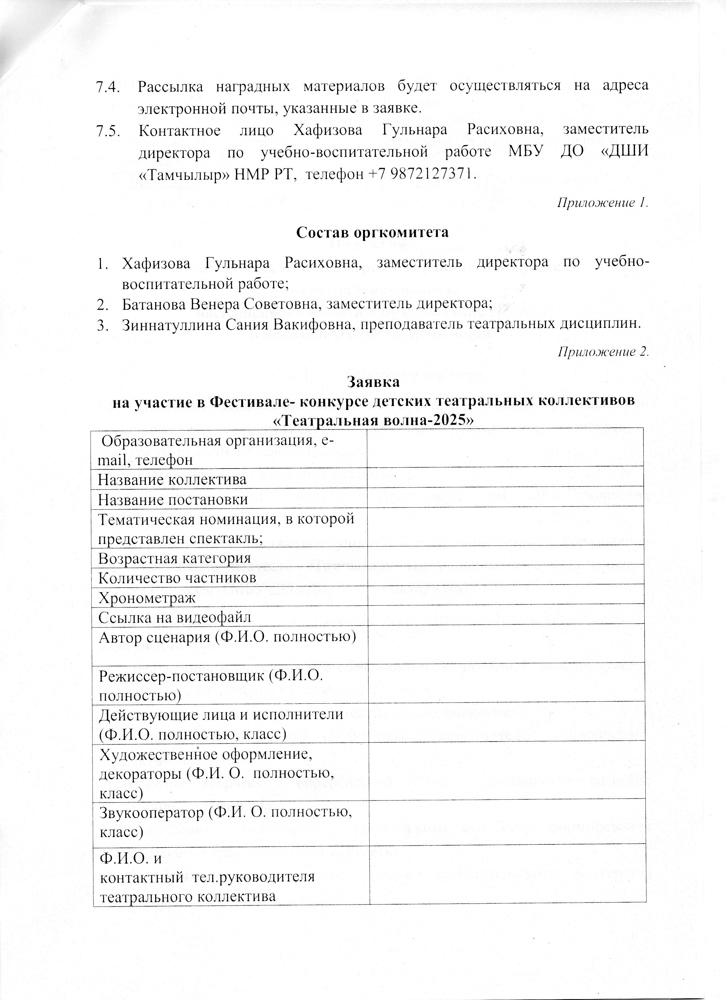 7.4. Рассылка наградных материалов будет осуществляться на адреса
электронной почты, указанные в заявке.
7.5. Контактное лицо Хафизова Гульнара Расиховна, заместитель
директора по учебно-воспитательной работе МБУ ДО «ДШИ
«Тамчылыр» НМР РТ, телефон +7 9872127371.
Приложение 1.
Состав оргкомитета
1. Хафизова Гульнара Расиховна, заместитель директора по учебно-
воспитательной работе;
2. Батанова Венера Советовна, заместитель директора;
3. Зиннатуллина Сания Вакифовна, преподаватель театральных дисциплин.
Приложение 2.
Заявка
на участие в Фестивале- конкурсе детских театральных коллективов
«Театральная волна-2025»
Образовательная организация, e-
mail, телефон
Название коллектива
Название постановки
Тематическая номинация, в которой
представлен спектакль;
Возрастная категория
Количество частников
Хронометраж
Ссылка на видеофайл
Автор сценария (Ф.И.О. полностью)
Режиссер-постановщик (Ф.И.О.
полностью)
Действующие лица и исполнители
(Ф.И.О. полностью, класс)
Художественное оформление,
декораторы (Ф.И. О. полностью,
класс)
Звукооператор (Ф.И. О. полностью,
класс)
Ф.И.О. и
контактный тел.руководителя
театрального коллектива